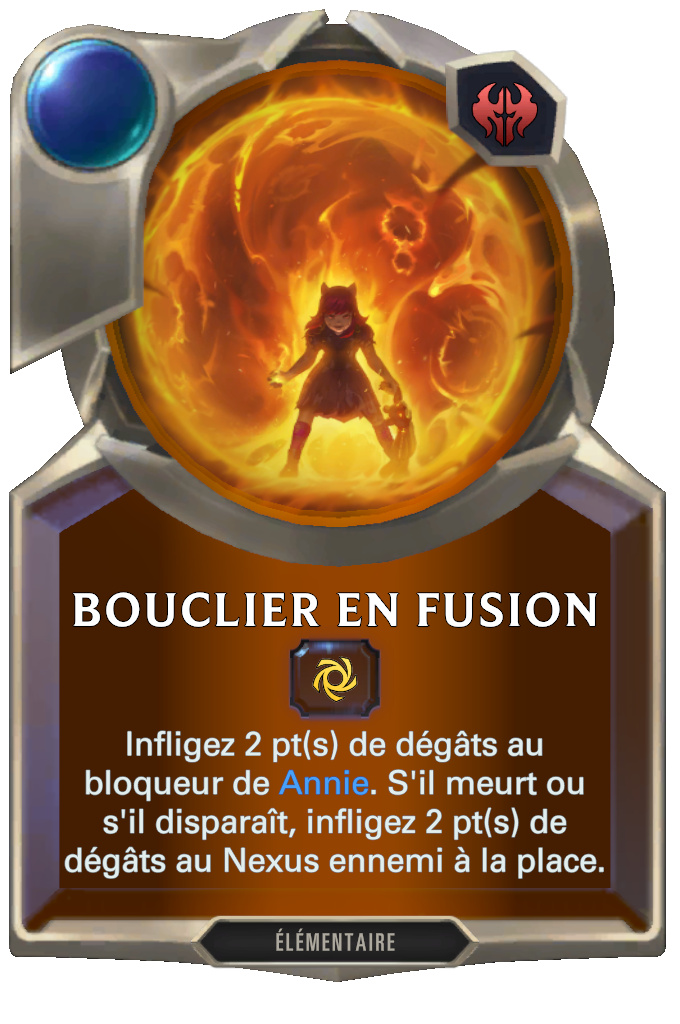 BOUCLIER EN FUSION
Infligez 2 pt(s) de dégâts au
bloqueur de Annie. S'il meurt ou
s'il disparaît, infligez 2 pt(s) de
dégâts au Nexus ennemi à la place.
ÉLÉMENTAIRE